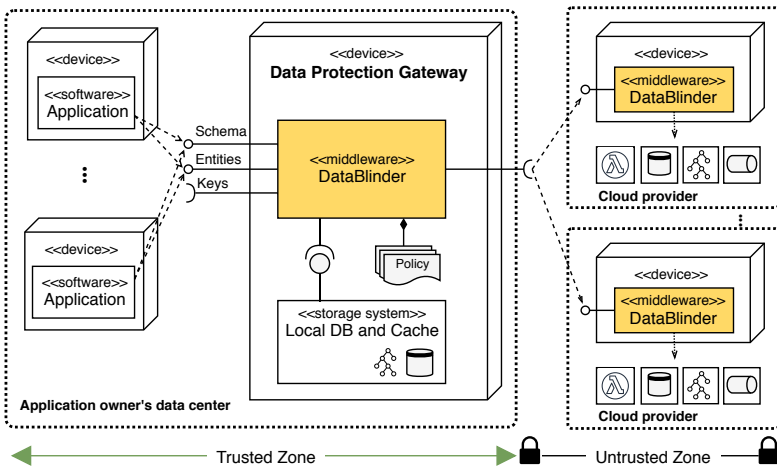 <<device>>
<<software>>
Application
<<device>>
<<software>>
Application
Schema
Entities
Keys
<<device>>
Data Protection Gateway
<<middleware>>
DataBlinder
Policy
<<storage system>>
Local DB and Cache
Application owner's data center
<<device>>
<<middleware>>
DataBlinder
λ
Cloud provider
<<device>>
<<middleware>>
DataBlinder
λ
Cloud provider
Trusted Zone
Untrusted Zone